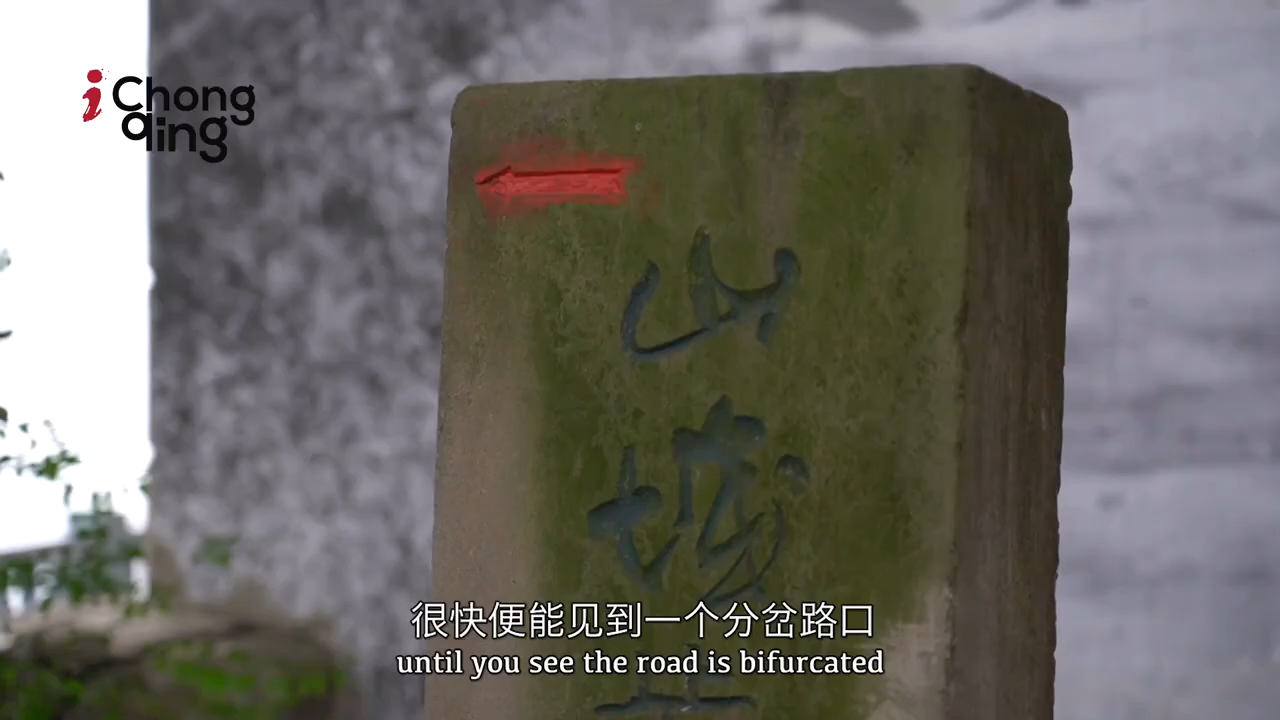 i Chong
qing
山
城
很快便能见到一个分岔路口
until you see the road is bifurcated